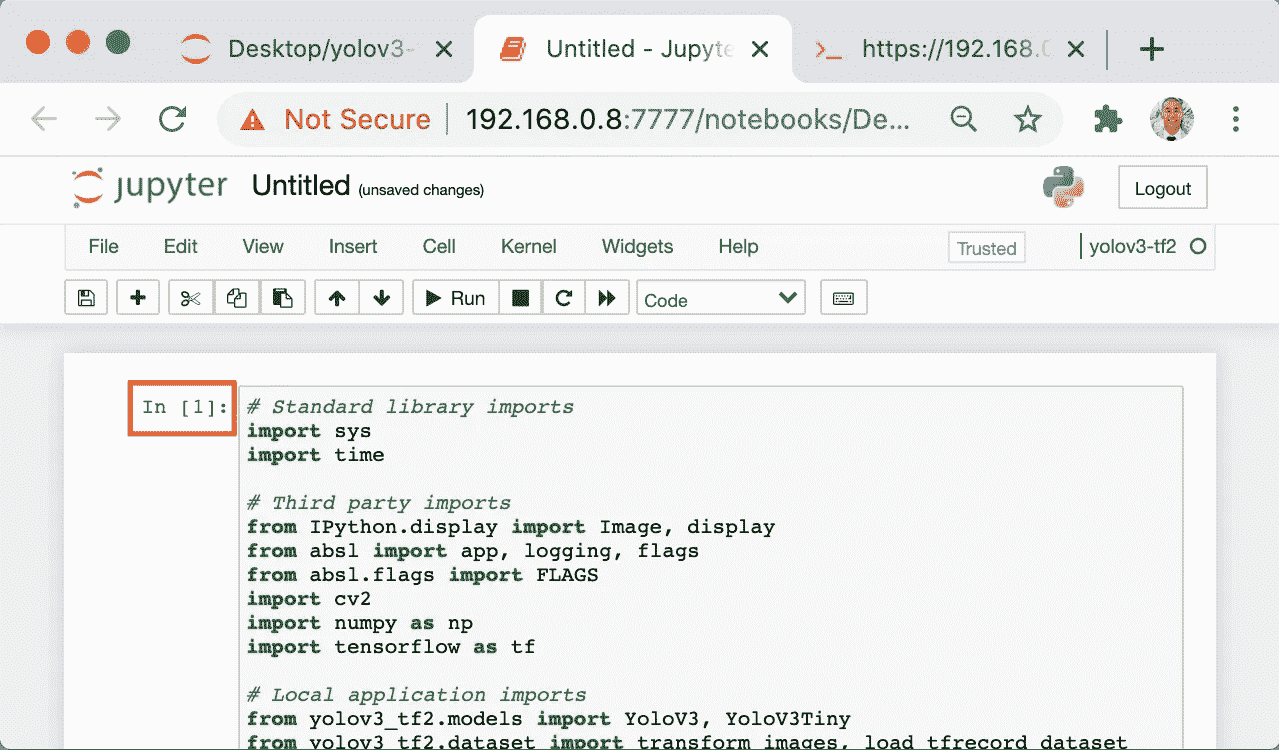 Desktop/yolov3-
Untitled - Jupyte
https://192.168.0
Not Secure 192.168.0.8:7777/notebooks/De...
jupyter Untitled (unsaved changes)
Logout
File Edit View Insert Cell Kernel Widgets Help Trusted yolov3-tf2
Run Code
In [1]: # Standard library imports
import sys
import time
# Third party imports
from IPython.display import Image, display
from absl import app, logging, flags
from absl.flags import FLAGS
import cv2
import numpy as np
import tensorflow as tf
# Local application imports
from yolov3_tf2.models import YoloV3, YoloV3Tiny
from yolov3_tf2.dataset import transform_images, load_tfrecord_dataset